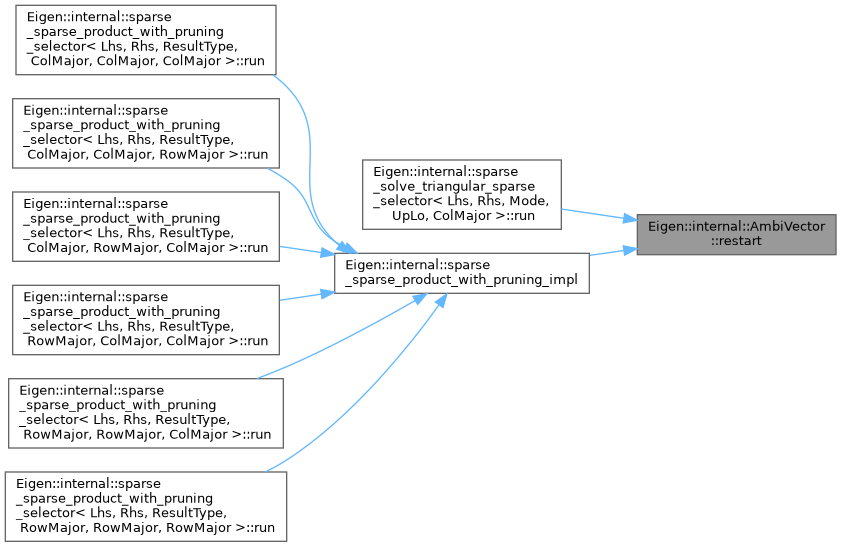 Eigen::internal::sparse
_sparse_product_with_pruning
_selector< Lhs, Rhs, ResultType,
ColMajor, ColMajor, ColMajor >::run
Eigen::internal::sparse
_sparse_product_with_pruning
_selector< Lhs, Rhs, ResultType,
ColMajor, ColMajor, RowMajor >::run
Eigen::internal::sparse
_sparse_product_with_pruning
_selector< Lhs, Rhs, ResultType,
ColMajor, RowMajor, ColMajor >::run
Eigen::internal::sparse
_sparse_product_with_pruning
_selector< Lhs, Rhs, ResultType,
RowMajor, ColMajor, ColMajor >::run
Eigen::internal::sparse
_sparse_product_with_pruning
_selector< Lhs, Rhs, ResultType,
RowMajor, RowMajor, ColMajor >::run
Eigen::internal::sparse
_sparse_product_with_pruning
_selector< Lhs, Rhs, ResultType,
RowMajor, RowMajor, RowMajor >::run
Eigen::internal::sparse
_solve_triangular_sparse
_selector< Lhs, Rhs, Mode,
UpLo, ColMajor >::run
Eigen::internal::sparse
_sparse_product_with_pruning_impl
Eigen::internal::AmbiVector
::restart